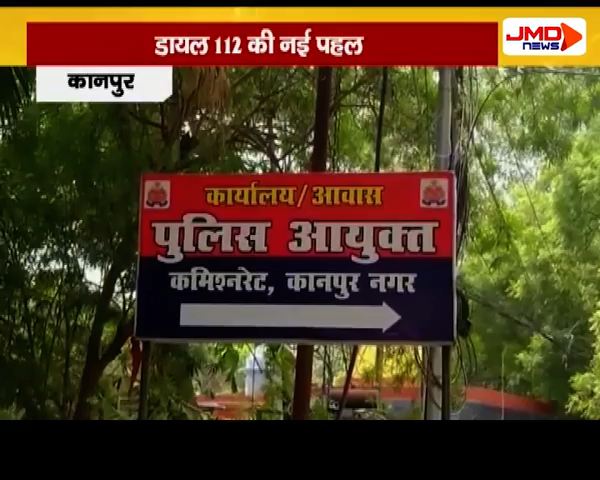 डायल 112 की नई पहल
JMD
NEWS
कानपुर
कार्यालय/आवास
पुलिस आयुक्त
कमिश्नरेट, कानपुर नगर